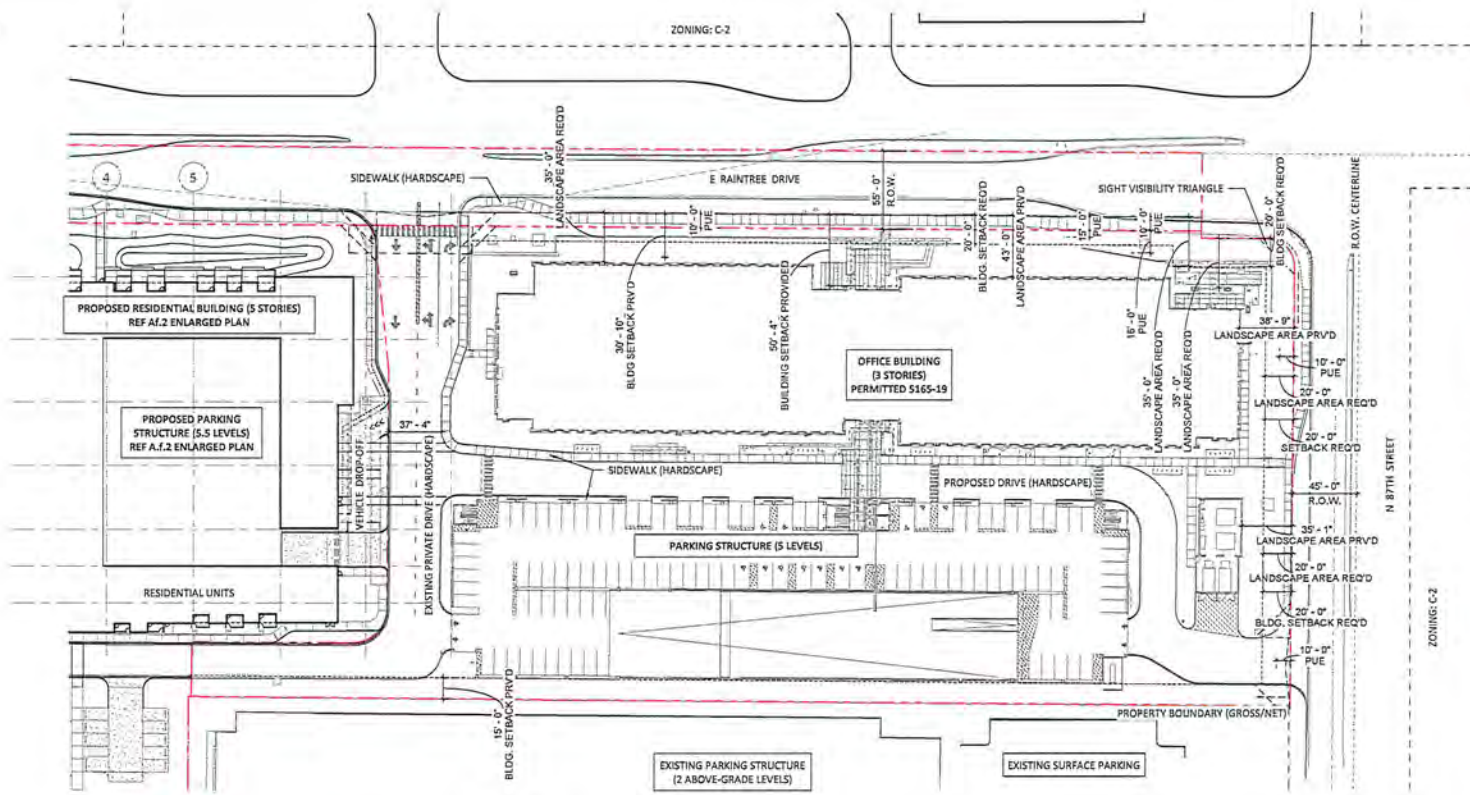 ZONING: C-2
35' - 0"
LANDSCAPE AREA REQ'D
SIDEWALK (HARDSCAPE)
4
5
E RAINTREE DRIVE
55' - 0"
R.O.W.
SIGHT VISIBILITY TRIANGLE
20' - 0"
BLDG SETBACK REQ'D
R.O.W. CENTERLINE
10' - 0"
PUE
20' - 0"
BLDG. SETBACK REQ'D
43' - 0"
LANDSCAPE AREA PRV'D
15' - 0"
PUE
10' - 0"
PUE
PROPOSED RESIDENTIAL BUILDING (5 STORIES)
REF Af.2 ENLARGED PLAN
30' - 10"
BLDG SETBACK PRV'D
50' - 4"
BUILDING SETBACK PROVIDED
16' - 0"
PUE
35' - 0"
LANDSCAPE AREA REQ'D
35' - 0"
LANDSCAPE AREA REQ'D
38' - 9"
LANDSCAPE AREA PRV'D
10' - 0"
PUE
OFFICE BUILDING
(3 STORIES)
PERMITTED 5165-19
20' - 0"
LANDSCAPE AREA REQ'D
20' - 0"
SETBACK REQ'D
PROPOSED PARKING
STRUCTURE (5.5 LEVELS)
REF A.f.2 ENLARGED PLAN
37' - 4"
VEHICLE DROP-OFF
EXISTING PRIVATE DRIVE (HARDSCAPE)
SIDEWALK (HARDSCAPE)
PROPOSED DRIVE (HARDSCAPE)
45' - 0"
R.O.W.
N 87TH STREET
PARKING STRUCTURE (5 LEVELS)
35' - 1"
LANDSCAPE AREA PRV'D
20' - 0"
LANDSCAPE AREA REQ'D
20' - 0"
BLDG. SETBACK REQ'D
10' - 0"
PUE
RESIDENTIAL UNITS
ZONING: C-2
15' - 0"
BLDG. SETBACK PRV'D
PROPERTY BOUNDARY (GROSS/NET)
EXISTING PARKING STRUCTURE
(2 ABOVE-GRADE LEVELS)
EXISTING SURFACE PARKING